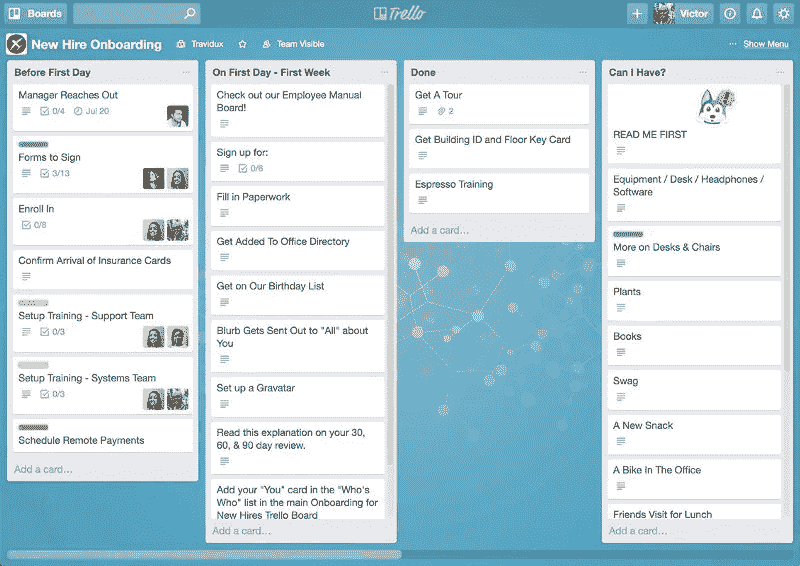 Boards
Trello
Victor
New Hire Onboarding
Travidux
Team Visible
Show Menu
Before First Day
Manager Reaches Out
0/4
Jul 20
Forms to Sign
3/13
Enroll In
0/8
Confirm Arrival of Insurance Cards
Setup Training - Support Team
0/3
Setup Training - Systems Team
0/3
Schedule Remote Payments
Add a card…
On First Day - First Week
Check out our Employee Manual
Board!
Sign up for:
0/6
Fill in Paperwork
Get Added To Office Directory
Get on Our Birthday List
Blurb Gets Sent Out to "All" about
You
Set up a Gravatar
Read this explanation on your 30,
60, & 90 day review.
Add your "You" card in the "Who's
Who" list in the main Onboarding for
New Hires Trello Board
Add a card…
Done
Get A Tour
2
Get Building ID and Floor Key Card
Espresso Training
Add a card…
Can I Have?
READ ME FIRST
Equipment / Desk / Headphones /
Software
More on Desks & Chairs
Plants
Books
Swag
A New Snack
A Bike In The Office
Friends Visit for Lunch
Add a card…